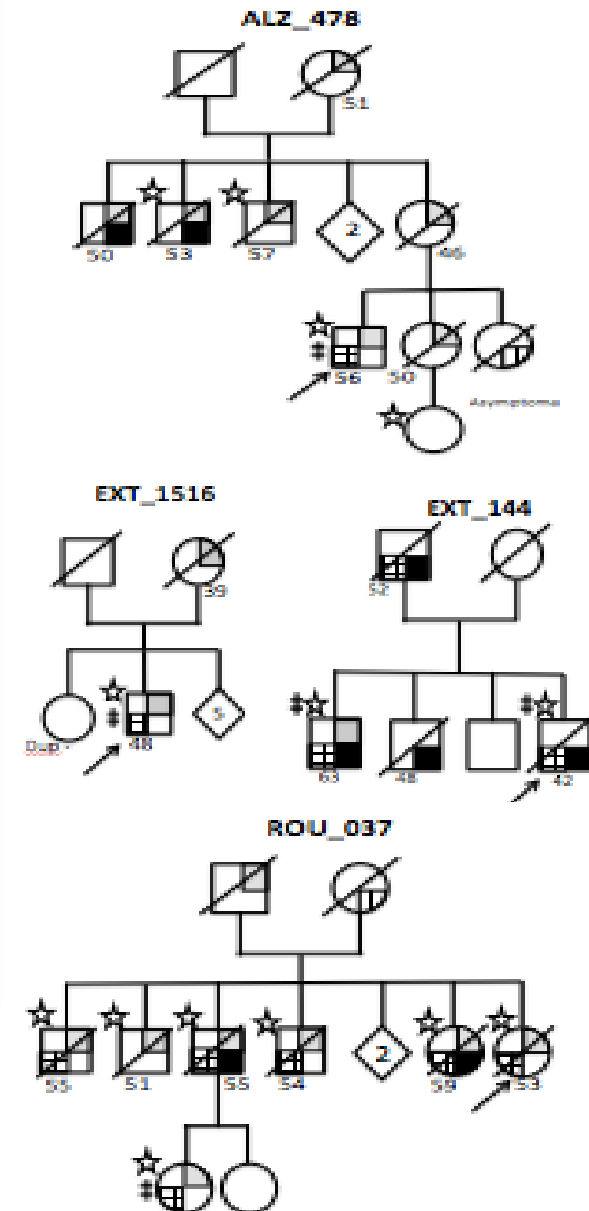 ALZ_478
51
50 53 57 2 46
#
56 50
Asymptoma
EXT_1516 EXT_144
39 52
# 5 # #
Dup -
48 63 48 42
ROU_037
2
55 51 55 54 59 53
#